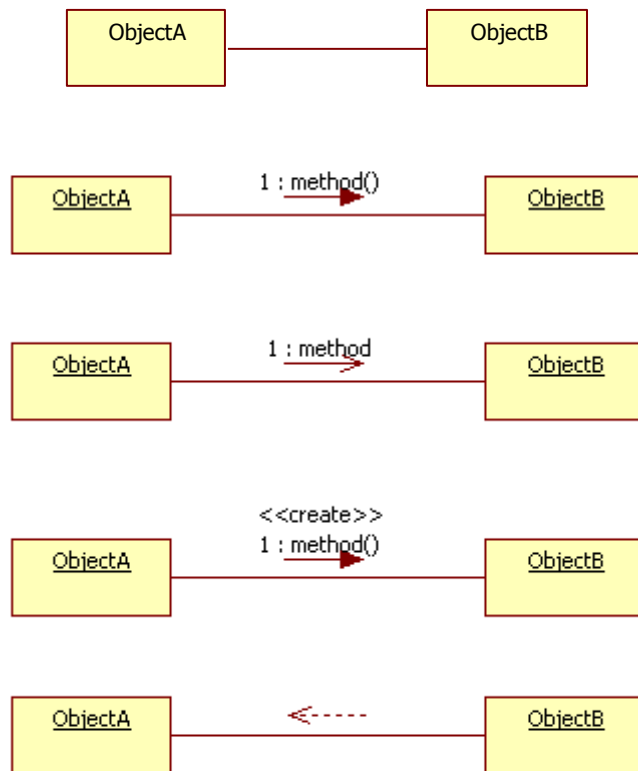 ObjectA ObjectB
1 : method()
ObjectA ObjectB
1 : method
ObjectA ObjectB
<<create>>
1 : method()
ObjectA ObjectB
ObjectA ObjectB